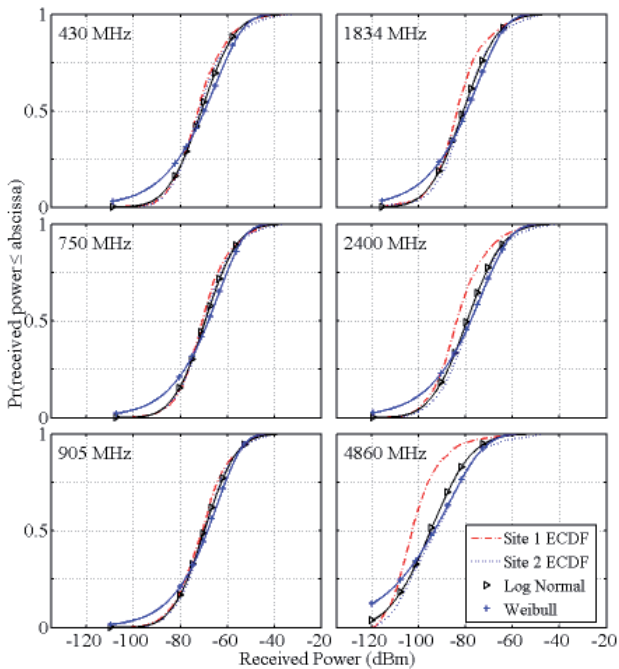 430 MHz
1834 MHz
750 MHz
2400 MHz
905 MHz
4860 MHz
1
0.5
0
1
0.5
0
1
0.5
0
Pr(received power ≤ abscissa)
Site 1 ECDF
Site 2 ECDF
Log Normal
Weibull
-120 -100 -80 -60 -40 -20 -120 -100 -80 -60 -40 -20
Received Power (dBm)